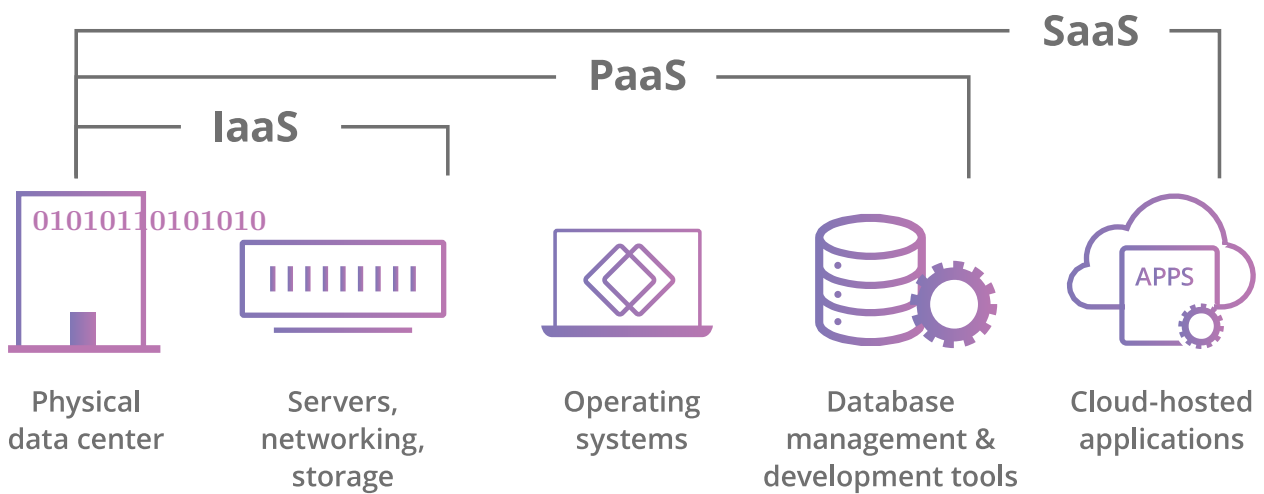 SaaS
PaaS
IaaS
01010110101010
APPS
Physical
data center
Servers,
networking,
storage
Operating
systems
Database
management &
development tools
Cloud-hosted
applications